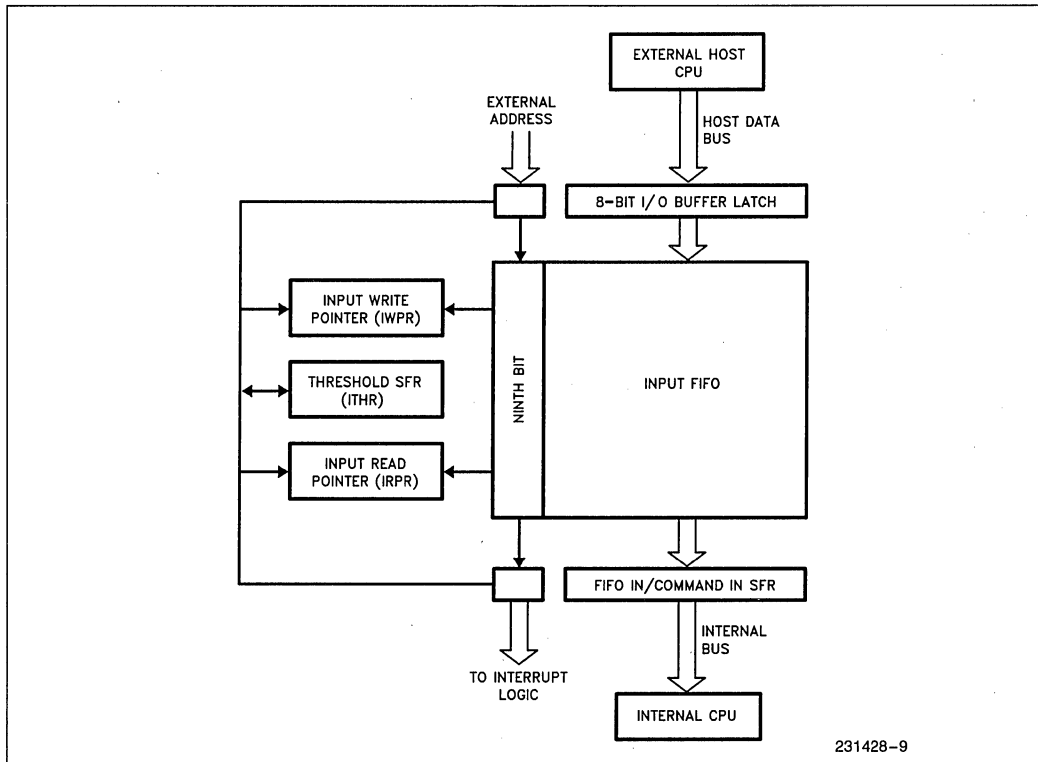 EXTERNAL HOST
CPU
EXTERNAL
ADDRESS
HOST DATA
BUS
8-BIT I/O BUFFER LATCH
INPUT WRITE
POINTER (IWPR)
THRESHOLD SFR
(ITHR)
INPUT READ
POINTER (IRPR)
NINTH BIT
INPUT FIFO
FIFO IN/COMMAND IN SFR
INTERNAL
BUS
TO INTERRUPT
LOGIC
INTERNAL CPU
231428-9